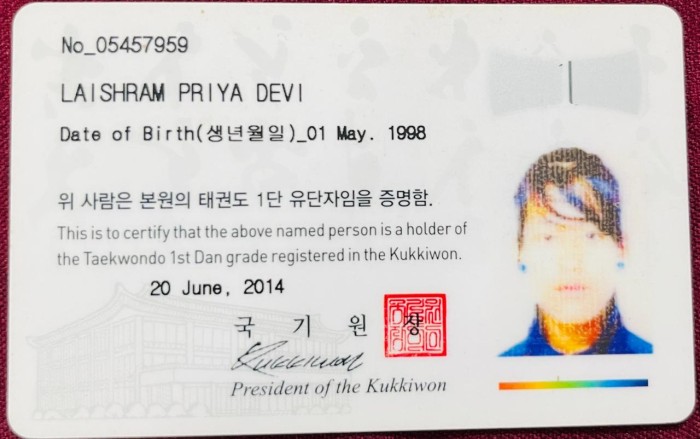 No_05457959
LAISHRAM PRIYA DEVI
Date of Birth(생년월일)_01 May. 1998
위 사람은 본원의 태권도 1단 유단자임을 증명함.
This is to certify that the above named person is a holder of
the Taekwondo 1st Dan grade registered in the Kukkiwon.
20 June, 2014
국 기 원 장
Kukkiwon
President of the Kukkiwon